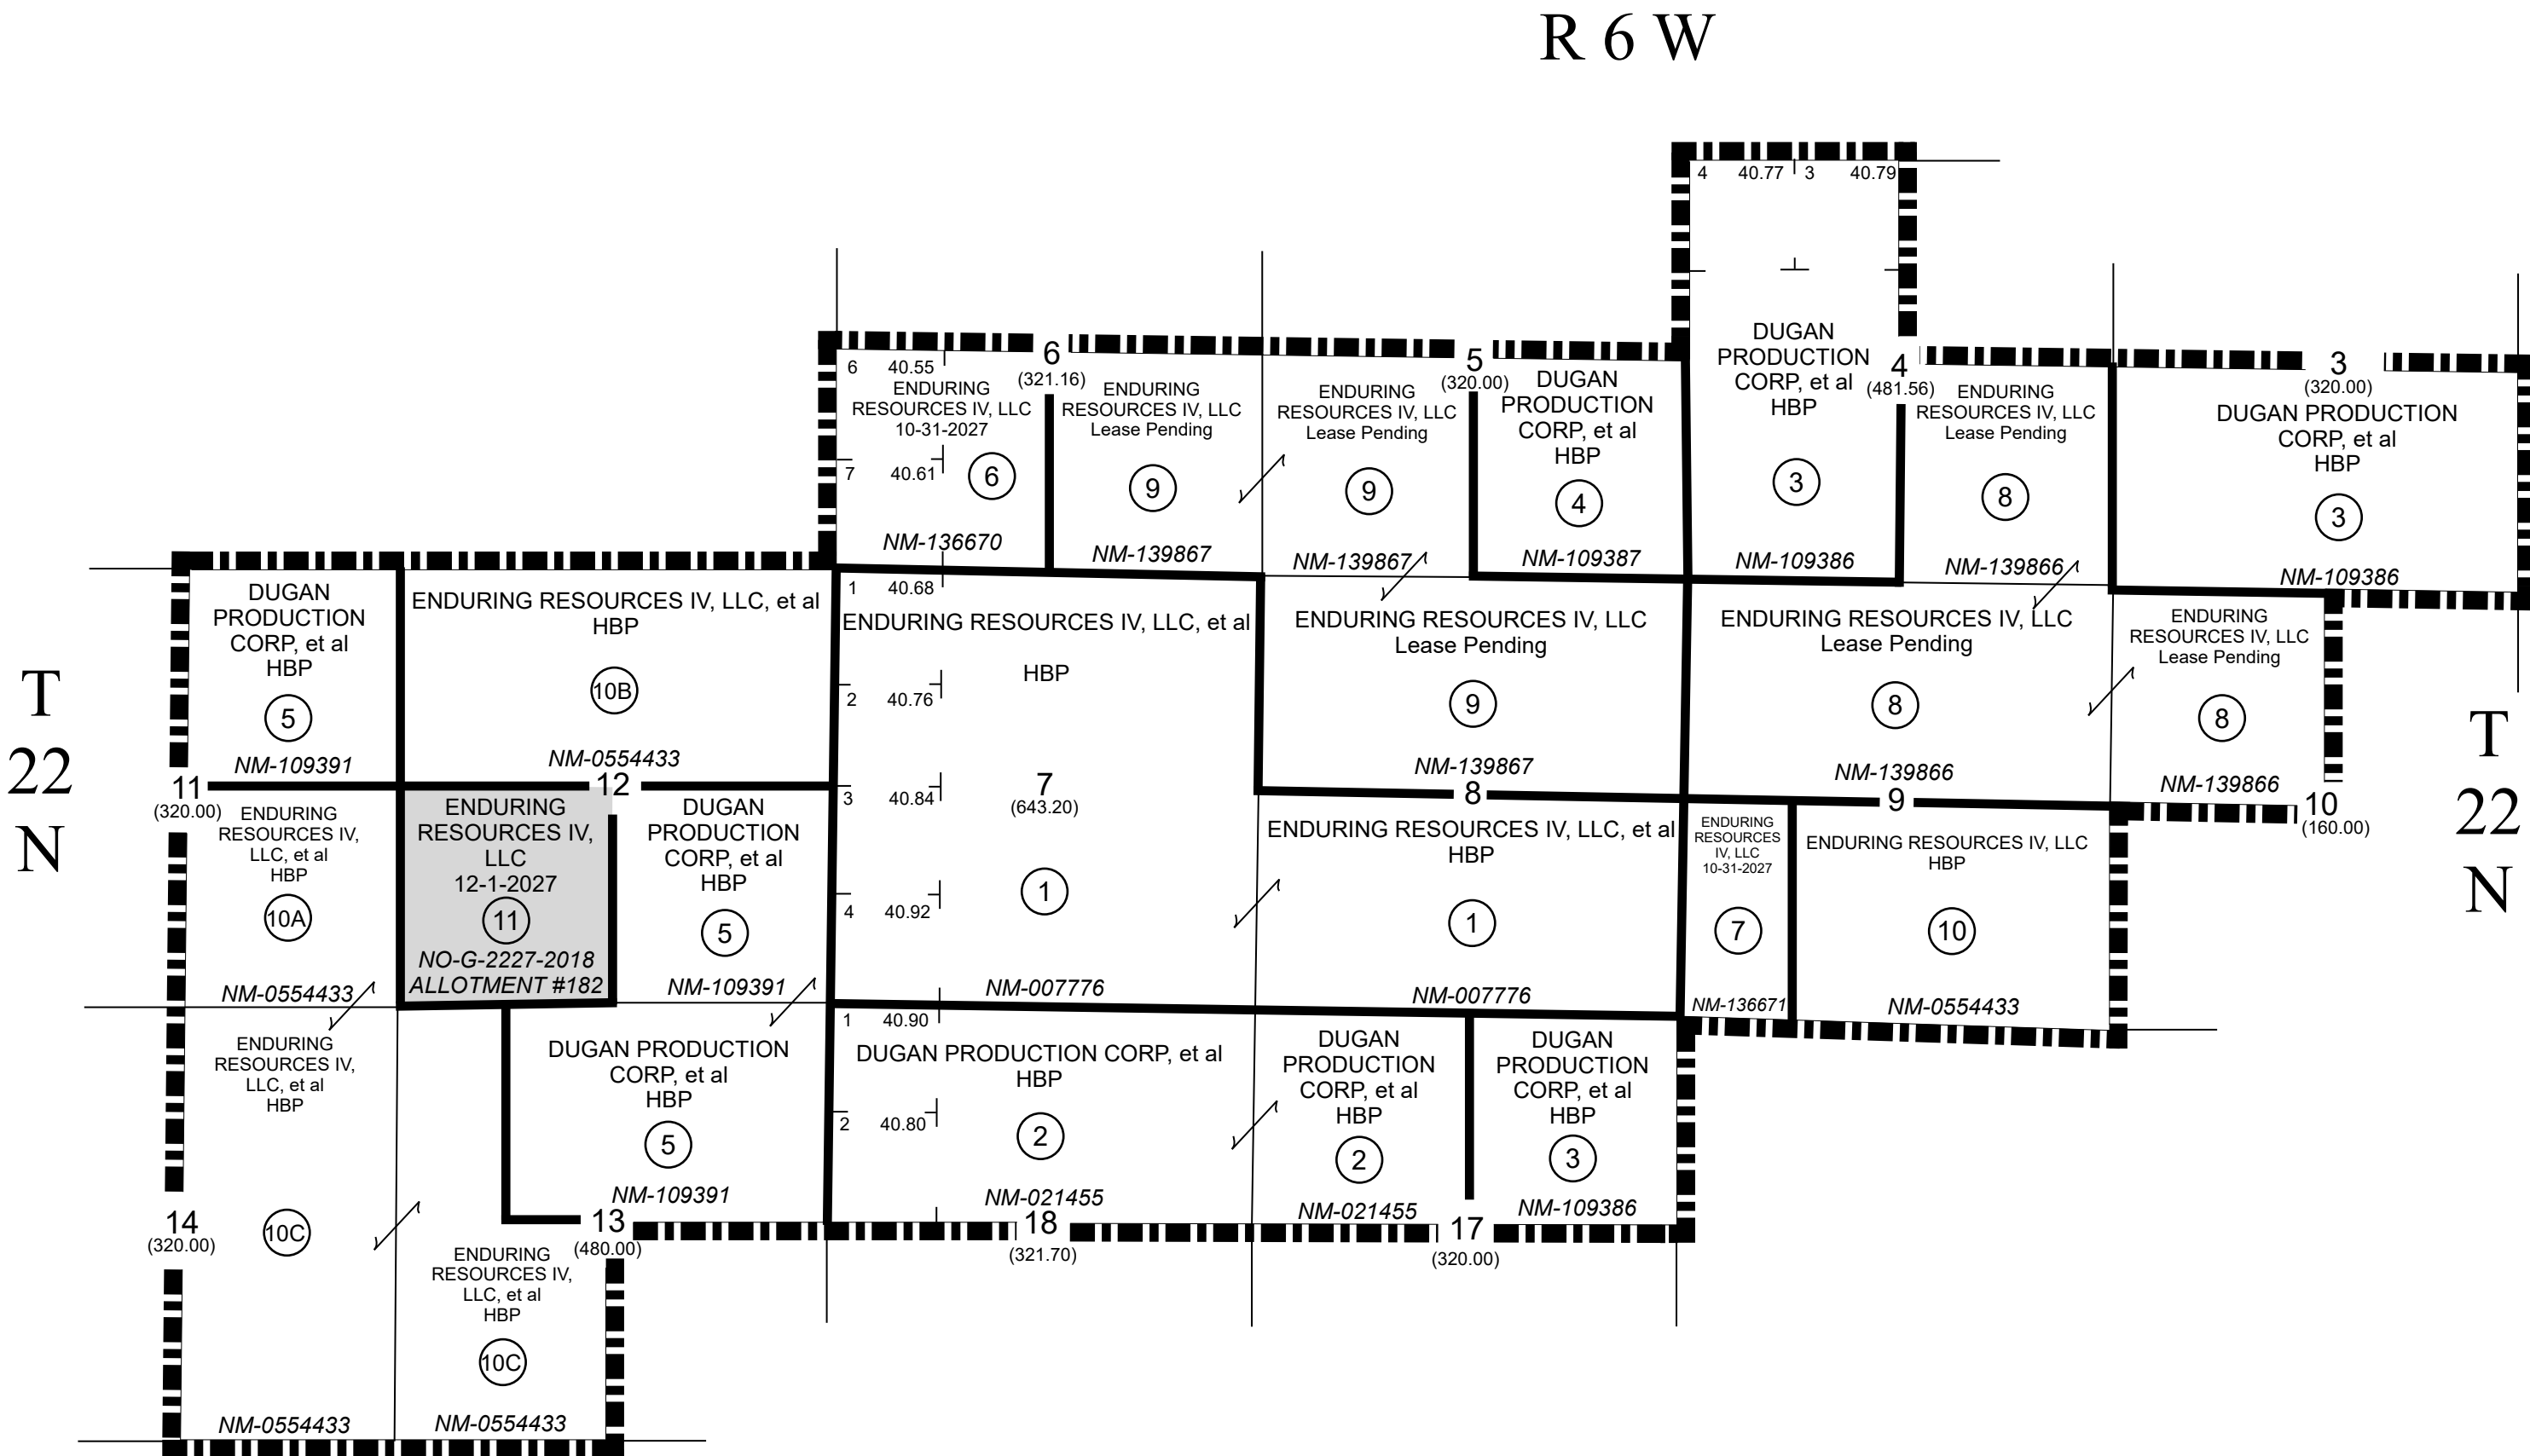 R 6 W
4 40.77 3 40.79
DUGAN
PRODUCTION
CORP, et al
HBP
3
NM-109386
4
(481.56)
6 40.55
ENDURING
RESOURCES IV, LLC
10-31-2027
7 40.61
6
NM-136670
6
(321.16)
ENDURING
RESOURCES IV, LLC
Lease Pending
9
NM-139867
ENDURING
RESOURCES IV, LLC
Lease Pending
9
NM-139867
5
(320.00)
DUGAN
PRODUCTION
CORP, et al
HBP
4
NM-109387
ENDURING
RESOURCES IV, LLC
Lease Pending
8
NM-139866
3
(320.00)
DUGAN PRODUCTION
CORP, et al
HBP
3
NM-109386
T
22
N
DUGAN
PRODUCTION
CORP, et al
HBP
5
NM-109391
11
(320.00)
ENDURING RESOURCES IV, LLC, et al
HBP
10B
NM-0554433
12
1 40.68
ENDURING RESOURCES IV, LLC, et al
HBP
2 40.76
3 40.84
7
(643.20)
4 40.92
1
NM-007776
ENDURING RESOURCES IV, LLC
Lease Pending
9
NM-139867
8
ENDURING RESOURCES IV, LLC
Lease Pending
8
NM-139866
9
ENDURING
RESOURCES IV, LLC
Lease Pending
8
NM-139866
10
(160.00)
T
22
N
ENDURING
RESOURCES IV,
LLC, et al
HBP
10A
NM-0554433
ENDURING
RESOURCES IV,
LLC
12-1-2027
11
NO-G-2227-2018
ALLOTMENT #182
DUGAN
PRODUCTION
CORP, et al
HBP
5
NM-109391
ENDURING RESOURCES IV, LLC, et al
HBP
1
NM-007776
ENDURING
RESOURCES
IV, LLC
10-31-2027
7
NM-136671
ENDURING RESOURCES IV, LLC
HBP
10
NM-0554433
ENDURING
RESOURCES IV,
LLC, et al
HBP
14
(320.00)
10C
NM-0554433
DUGAN PRODUCTION
CORP, et al
HBP
5
NM-109391
13
(480.00)
ENDURING
RESOURCES IV,
LLC, et al
HBP
10C
NM-0554433
1 40.90
DUGAN PRODUCTION CORP, et al
HBP
2 40.80
2
NM-021455
18
(321.70)
DUGAN
PRODUCTION
CORP, et al
HBP
2
NM-021455
17
(320.00)
DUGAN
PRODUCTION
CORP, et al
HBP
3
NM-109386